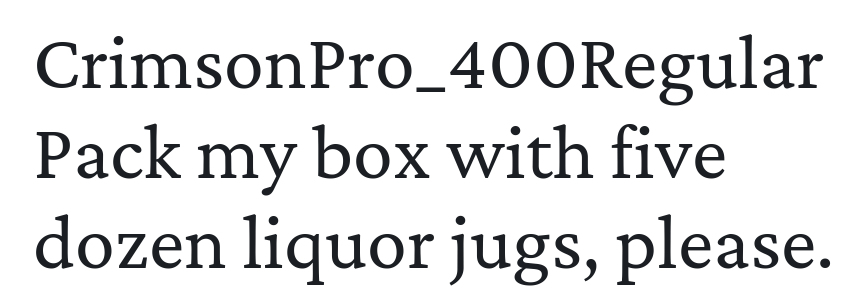 CrimsonPro_400Regular
Pack my box with five
dozen liquor jugs, please.